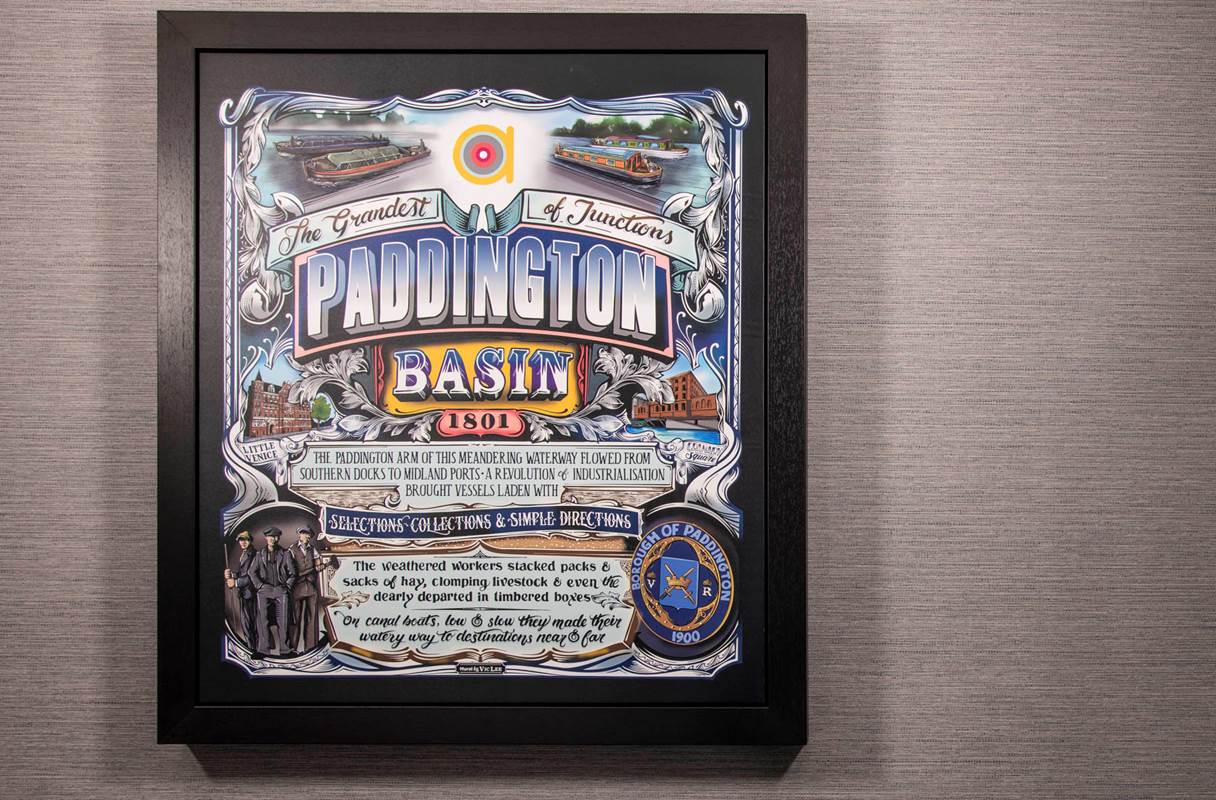 a
The Grandest of Junctions
PADDINGTON
BASIN
1801
LITTLE
VENICE
Square
THE PADDINGTON ARM OF THIS MEANDERING WATERWAY FLOWED FROM
SOUTHERN DOCKS TO MIDLAND PORTS • A REVOLUTION of INDUSTRIALISATION
BROUGHT VESSELS LADEN WITH
SELECTIONS COLLECTIONS & SIMPLE DIRECTIONS
The weathered workers stacked packs &
sacks of hay, clomping livestock & even the
dearly departed in timbered boxes
On canal boats, low & slow they made their
watery way to destinations near & far
BOROUGH OF PADDINGTON
V R
1900
Mural by VIC LEE